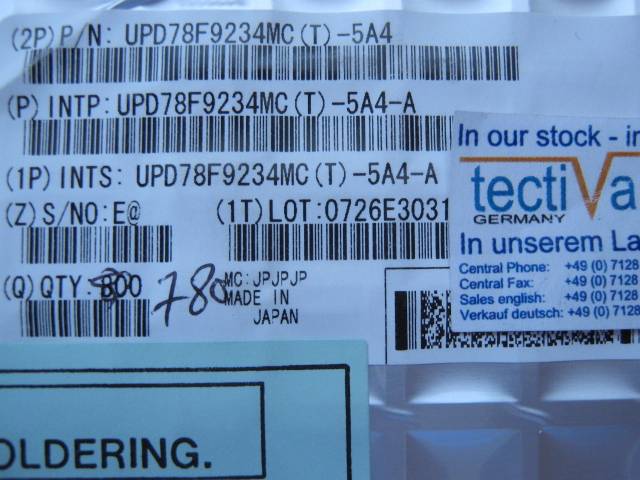 (2P)P/N: UPD78F9234MC(T)-5A4
(P)INTP:UPD78F9234MC(T)-5A4-A
(1P)INTS: UPD78F9234MC(T)-5A4-A
(Z)S/NO:E@ (1T)LOT:0726E3031
(Q)QTY: 800 780
MC:JPJPJP
MADE IN
JAPAN
In our stock - in
tectiVa
GERMANY
In unserem La
Central Phone: +49 (0) 7128
Central Fax: +49 (0) 7128
Sales english: +49 (0) 7128
Verkauf deutsch: +49 (0) 7128
OLDERING.